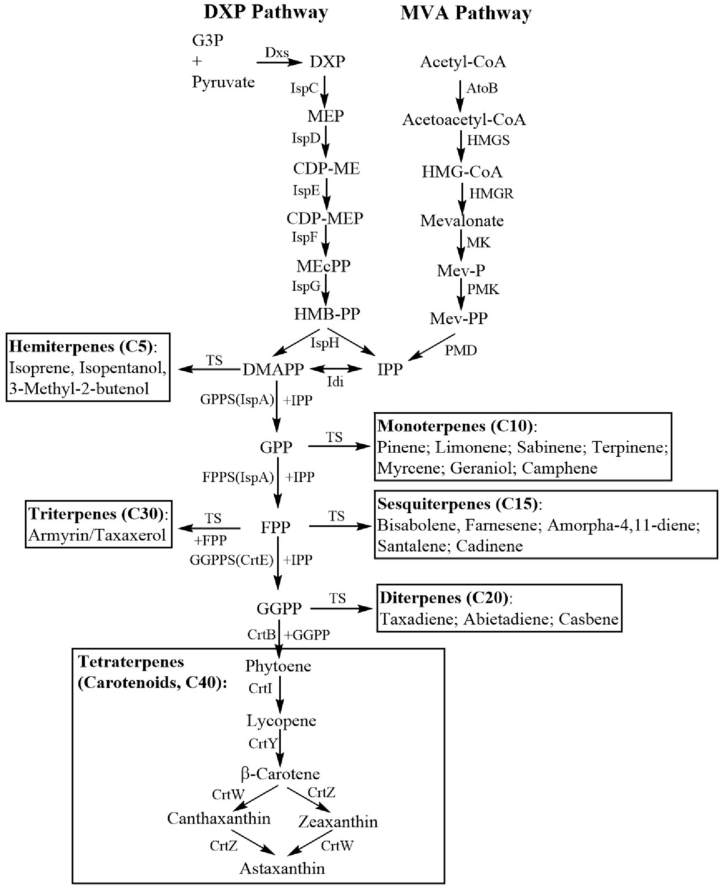 DXP Pathway
MVA Pathway
G3P
+
Pyruvate
Dxs
DXP
Acetyl-CoA
IspC
AtoB
MEP
Acetoacetyl-CoA
IspD
HMGS
CDP-ME
HMG-CoA
IspE
HMGR
CDP-MEP
Mevalonate
IspF
MK
MEcPP
Mev-P
IspG
PMK
HMB-PP
Mev-PP
IspH
PMD
Hemiterpenes (C5):
Isoprene, Isopentanol,
3-Methyl-2-butenol
TS
DMAPP
Idi
IPP
GPPS(IspA)
+IPP
GPP
TS
Monoterpenes (C10):
Pinene; Limonene; Sabinene; Terpinene;
Myrcene; Geraniol; Camphene
FPPS(IspA)
+IPP
Triterpenes (C30):
Armyrin/Taxaxerol
TS
+FPP
FPP
TS
Sesquiterpenes (C15):
Bisabolene, Farnesene; Amorpha-4,11-diene;
Santalene; Cadinene
GGPPS(CrtE)
+IPP
GGPP
TS
Diterpenes (C20):
Taxadiene; Abietadiene; Casbene
CrtB
+GGPP
Tetraterpenes
(Carotenoids, C40):
Phytoene
CrtI
Lycopene
CrtY
β-Carotene
CrtW
CrtZ
Canthaxanthin
Zeaxanthin
CrtZ
CrtW
Astaxanthin